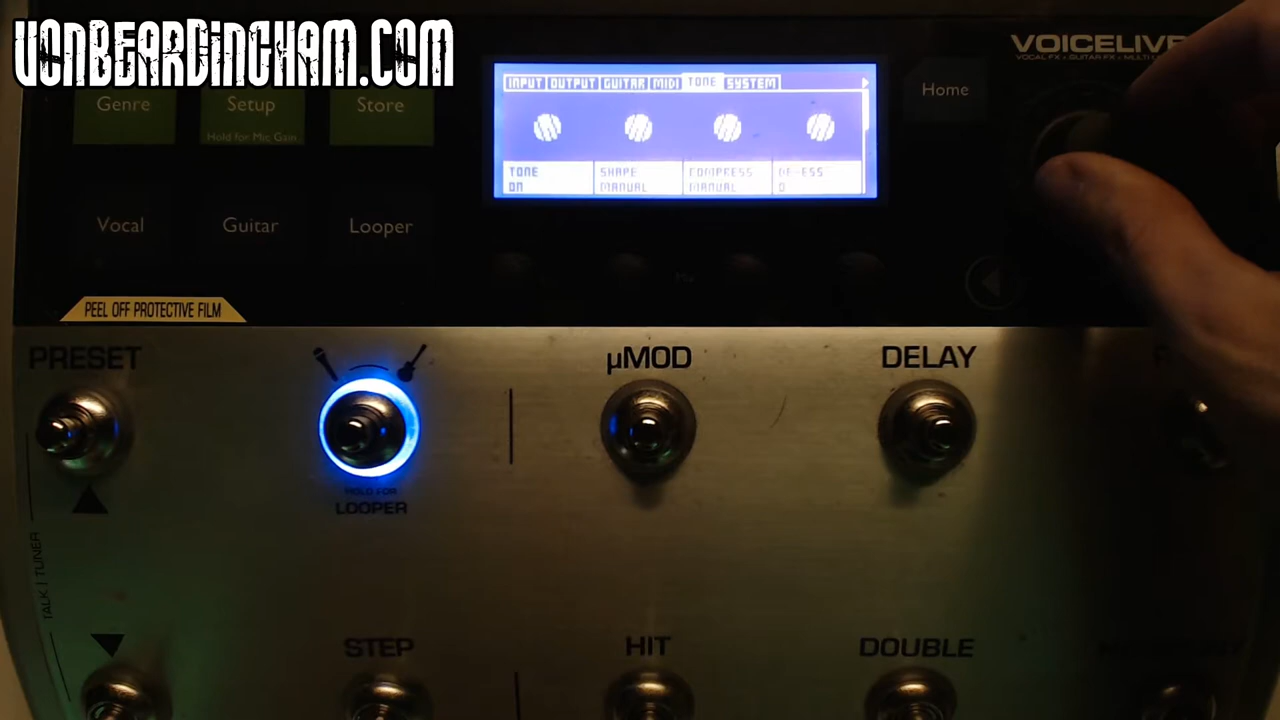 VONBEARDINGHAM.COM
VOICELIVE
VOCAL FX • GUITAR FX •
Genre
Setup
Store
Hold for Mic Gain
Home
INPUT OUTPUT GUITAR MIDI TONE SYSTEM
TONE SHAPE COMPRESS DE-ESS
ON MANUAL MANUAL 0
Vocal
Guitar
Looper
PEEL OFF PROTECTIVE FILM
PRESET
µMOD
DELAY
HOLD FOR
LOOPER
TALK | TUNER
STEP
HIT
DOUBLE